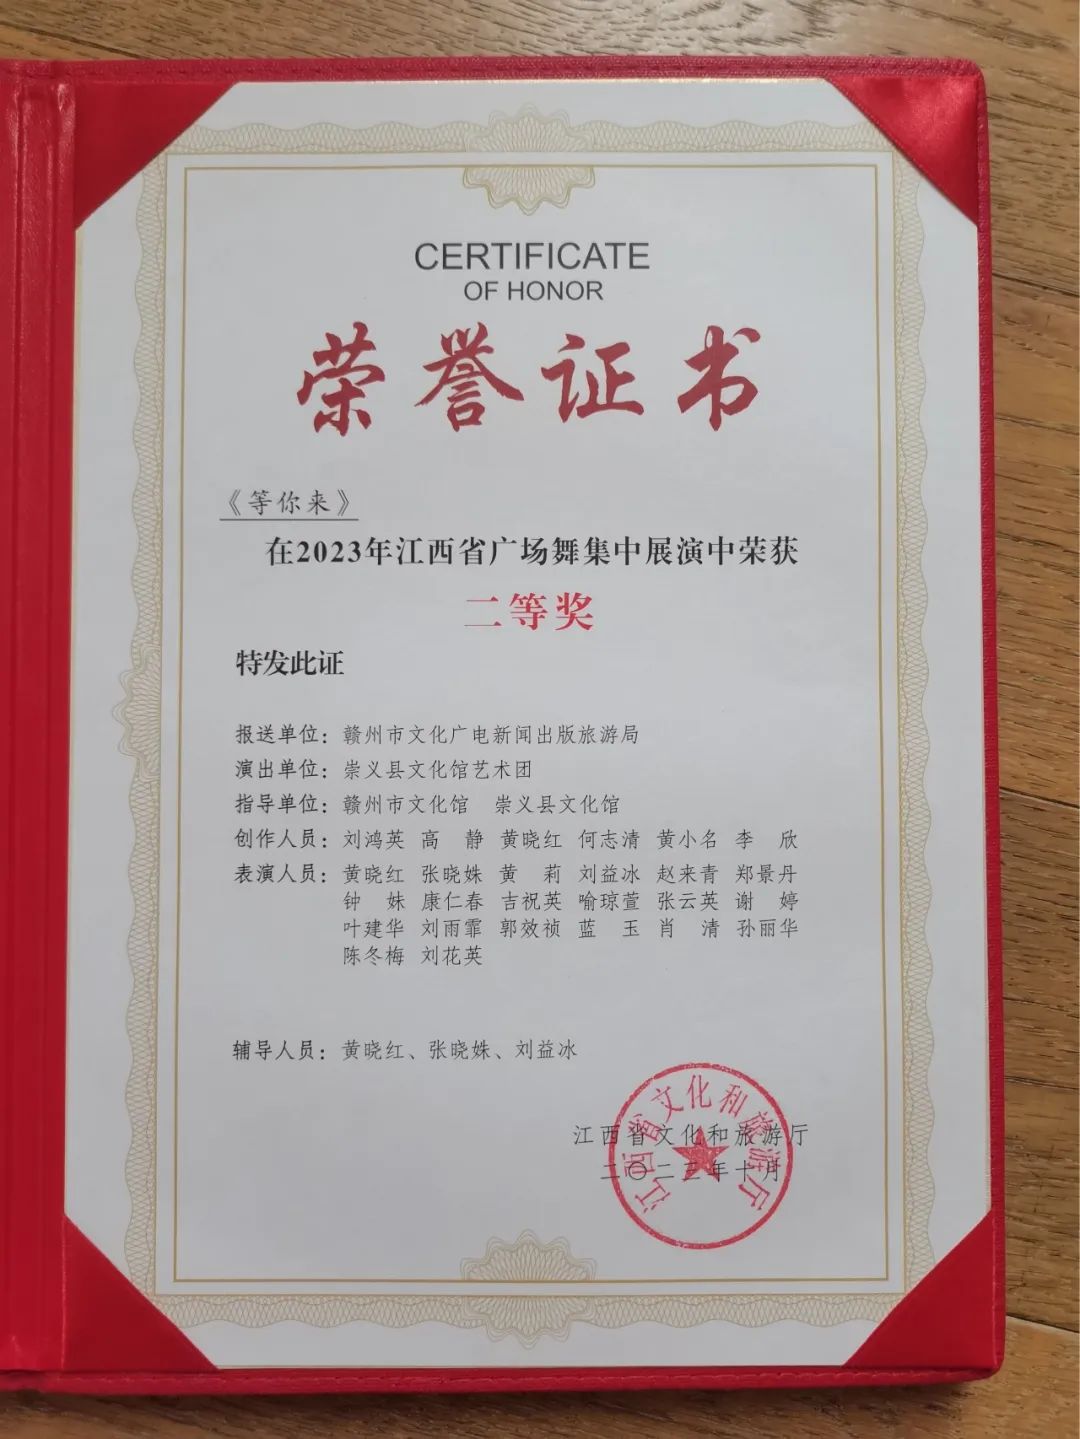 CERTIFICATE
OF HONOR
荣誉证书
《等你来》
在2023年江西省广场舞集中展演中荣获
二等奖
特发此证
报送单位：赣州市文化广电新闻出版旅游局
演出单位：崇义县文化馆艺术团
指导单位：赣州市文化馆 崇义县文化馆
创作人员：刘鸿英 高 静 黄晓红 何志清 黄小名 李 欣
表演人员：黄晓红 张晓姝 黄 莉 刘益冰 赵来青 郑景丹
钟 妹 康仁春 吉祝英 喻琼萱 张云英 谢 婷
叶建华 刘雨霏 郭效祯 蓝 玉 肖 清 孙丽华
陈冬梅 刘花英
辅导人员：黄晓红、张晓姝、刘益冰
江西省文化和旅游厅
二〇二三年十月
江西省文化和旅游厅